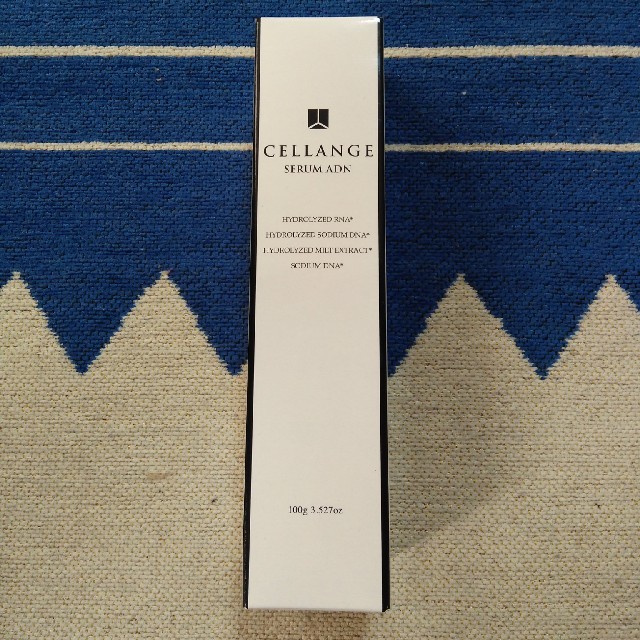 CELLANGE
SERUM ADN
HYDROLYZED RNA*
HYDROLYZED SODIUM DNA*
HYDROLYZED MILT EXTRACT*
SODIUM DNA*
100g 3.527oz